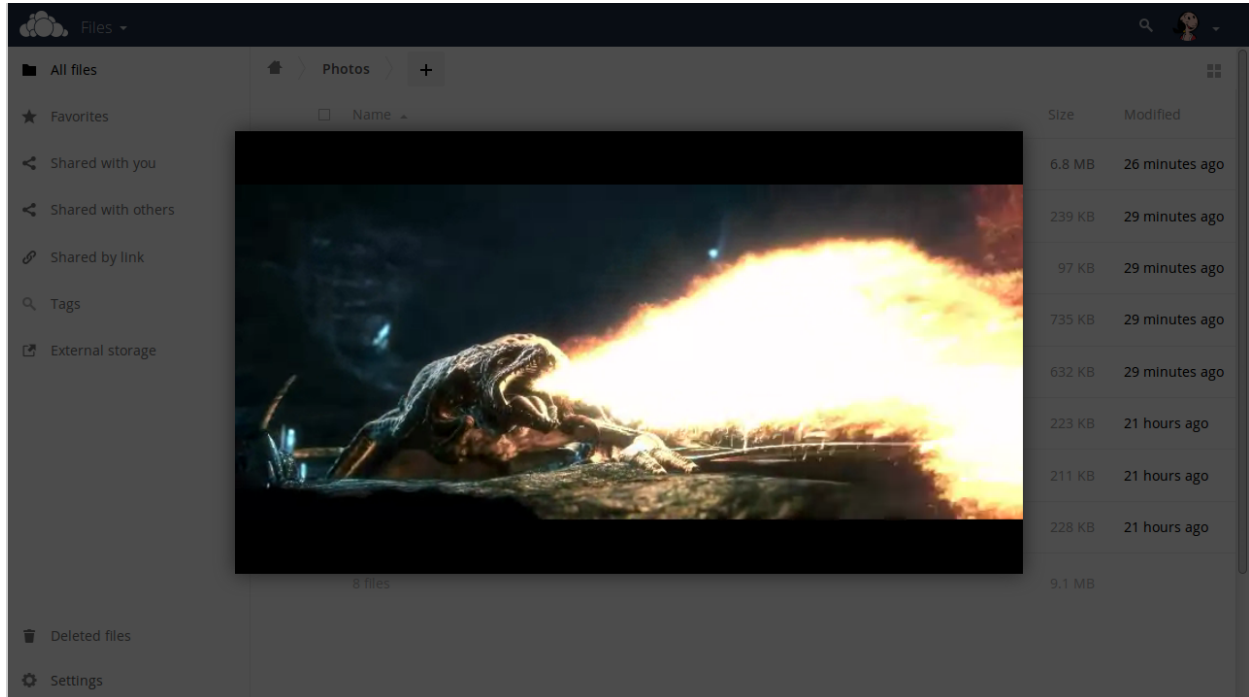 Files
All files
Favorites
Shared with you
Shared with others
Shared by link
Tags
External storage
Deleted files
Settings
Photos +
Name Size Modified
6.8 MB 26 minutes ago
239 KB 29 minutes ago
97 KB 29 minutes ago
735 KB 29 minutes ago
632 KB 29 minutes ago
223 KB 21 hours ago
211 KB 21 hours ago
228 KB 21 hours ago
8 files 9.1 MB